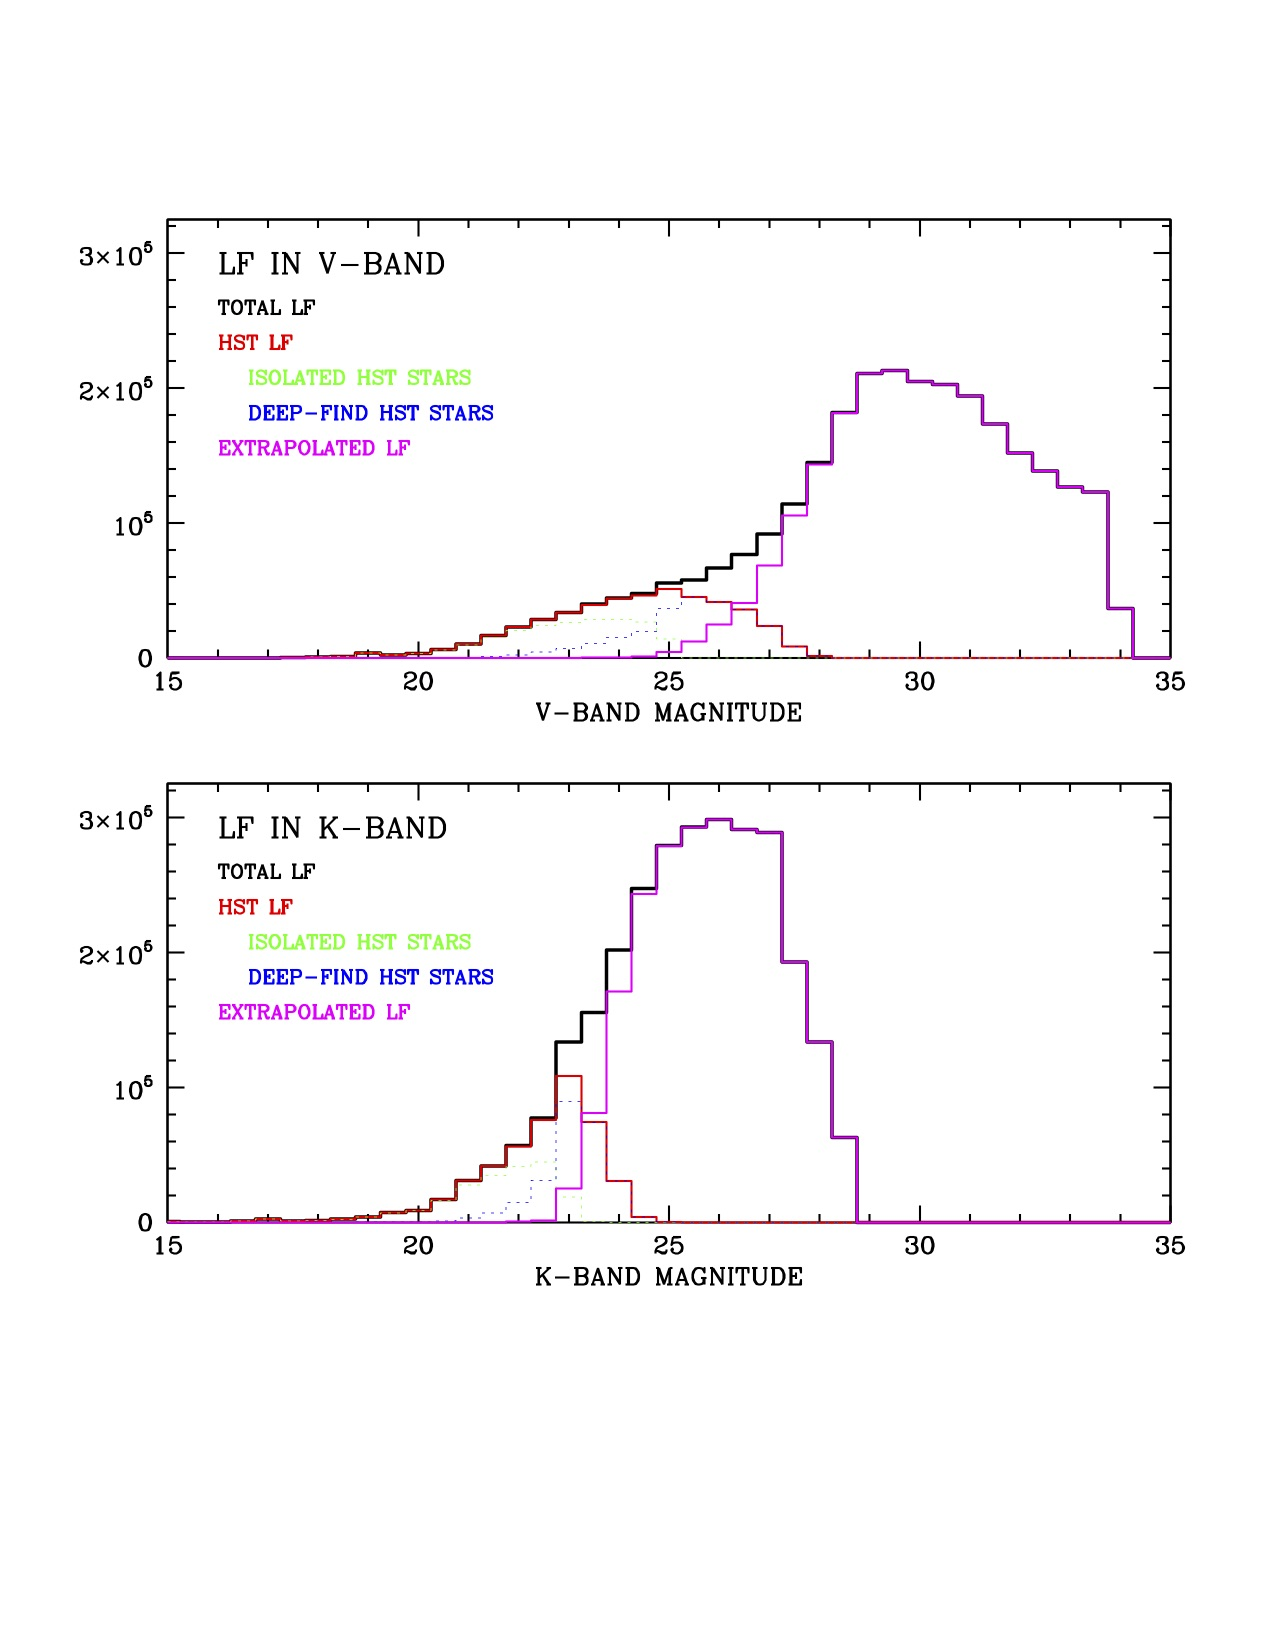 LF IN V-BAND
TOTAL LF
HST LF
ISOLATED HST STARS
DEEP-FIND HST STARS
EXTRAPOLATED LF
3×10⁵
2×10⁵
10⁵
0
15 20 25 30 35
V-BAND MAGNITUDE
LF IN K-BAND
TOTAL LF
HST LF
ISOLATED HST STARS
DEEP-FIND HST STARS
EXTRAPOLATED LF
3×10⁵
2×10⁵
10⁵
0
15 20 25 30 35
K-BAND MAGNITUDE